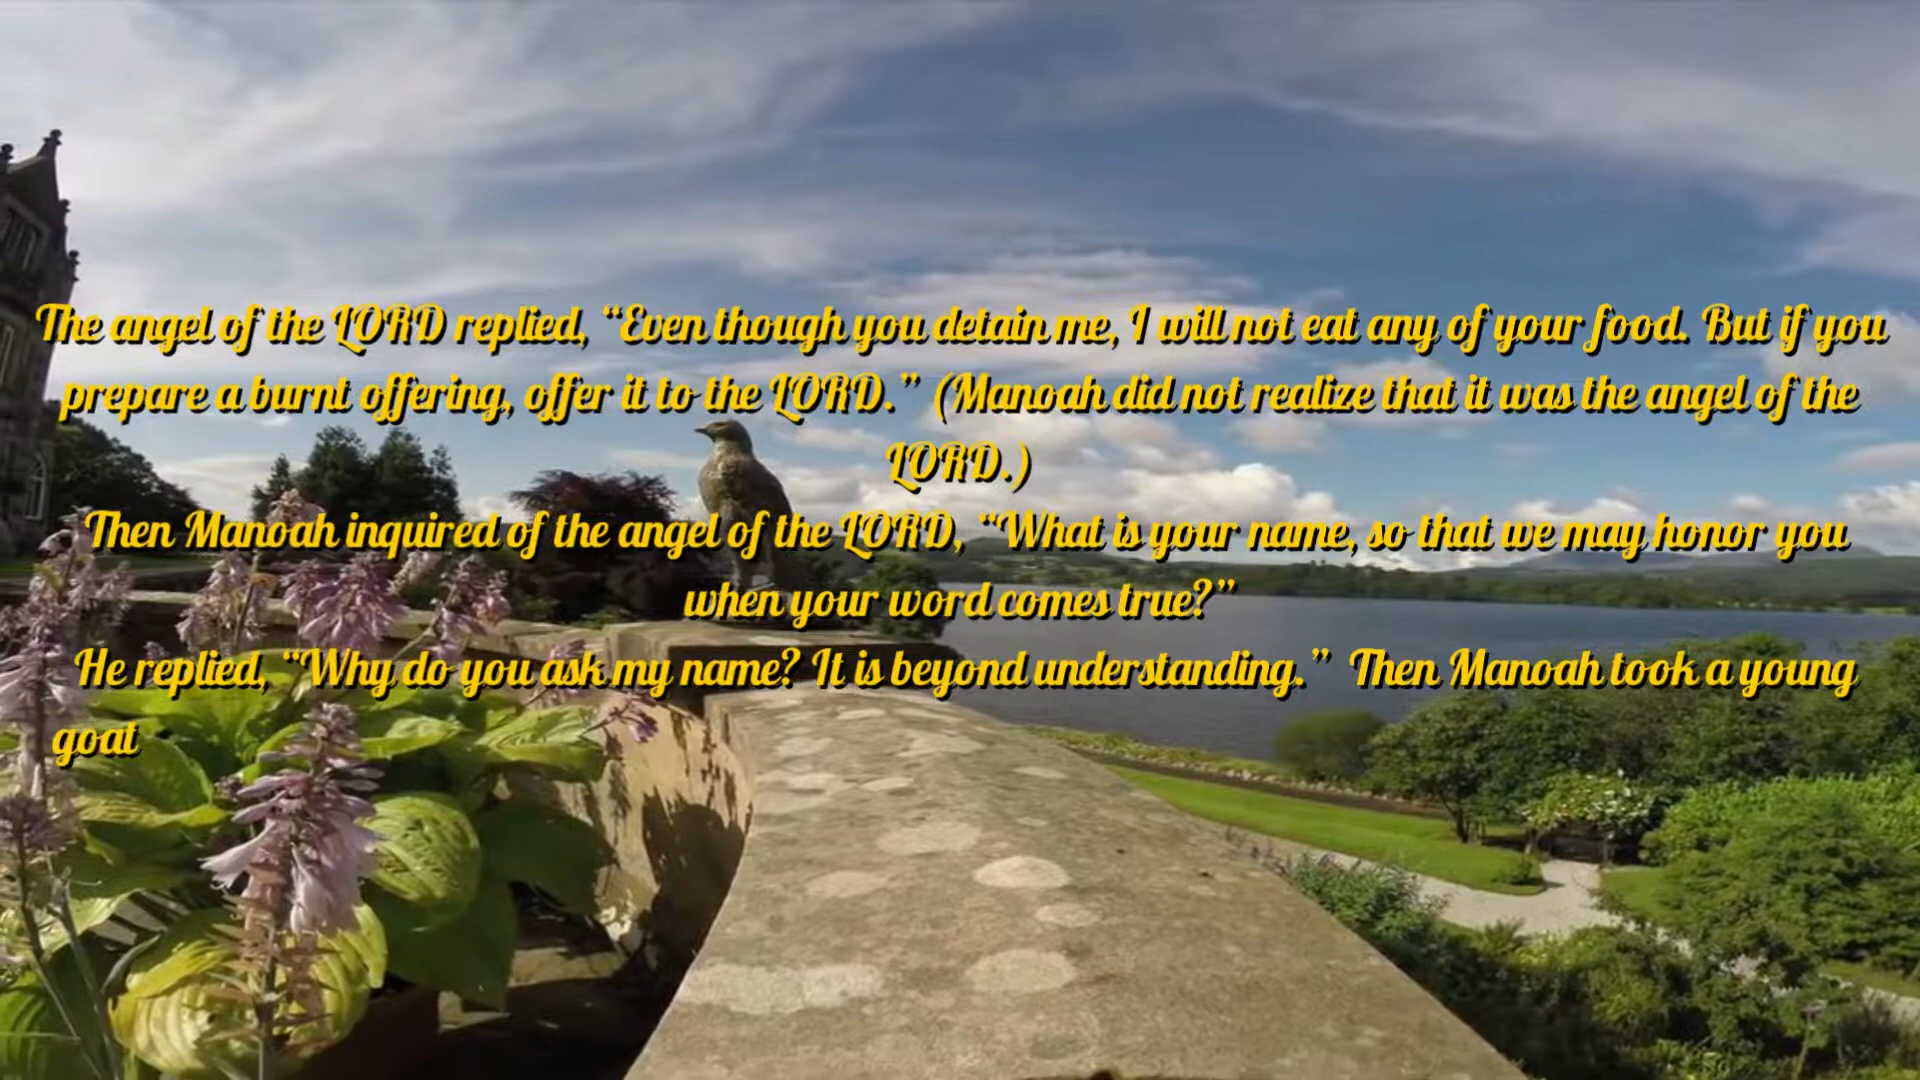 The angel of the LORD replied, “Even though you detain me, I will not eat any of your food. But if you
prepare a burnt offering, offer it to the LORD.” (Manoah did not realize that it was the angel of the
LORD.)
Then Manoah inquired of the angel of the LORD, “What is your name, so that we may honor you
when your word comes true?”
He replied, “Why do you ask my name? It is beyond understanding.” Then Manoah took a young
goat